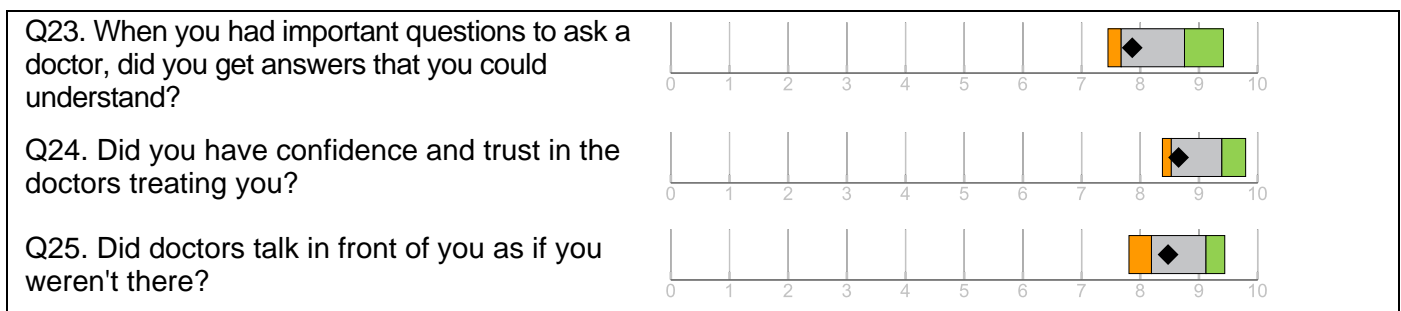 Q23. When you had important questions to ask a
doctor, did you get answers that you could
understand?
0 1 2 3 4 5 6 7 8 9 10
Q24. Did you have confidence and trust in the
doctors treating you?
0 1 2 3 4 5 6 7 8 9 10
Q25. Did doctors talk in front of you as if you
weren't there?
0 1 2 3 4 5 6 7 8 9 10